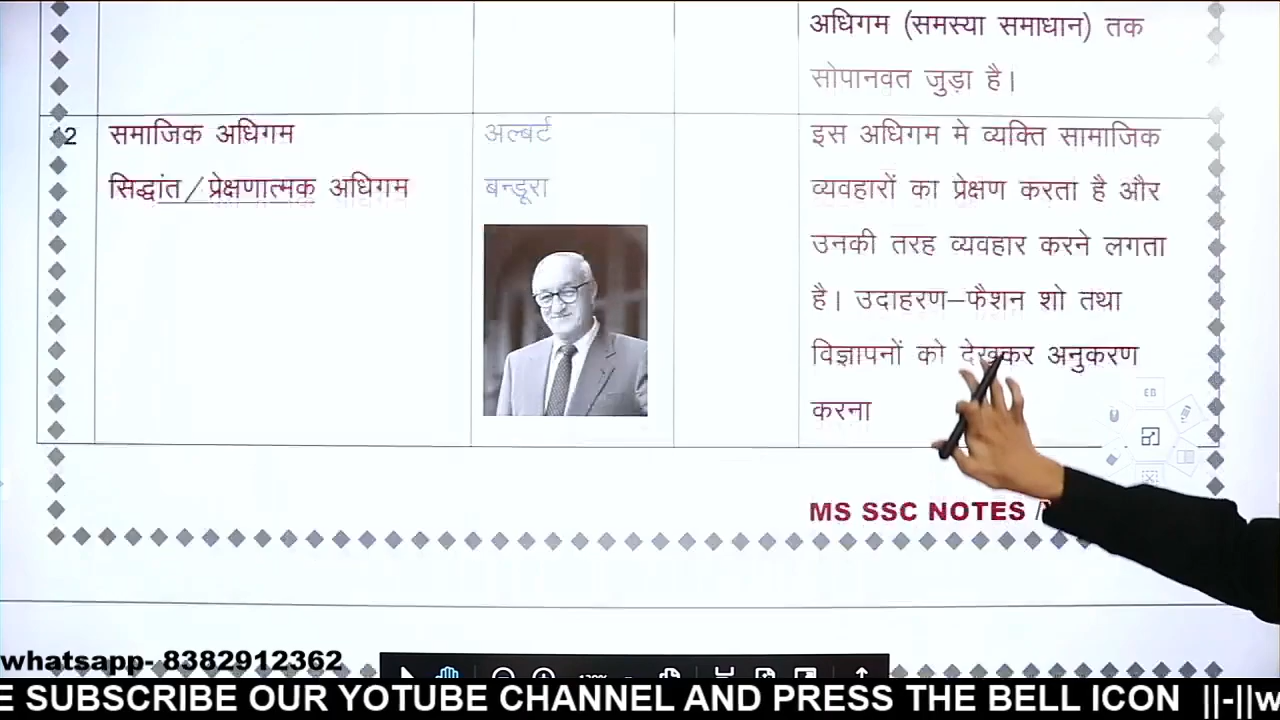 अधिगम (समस्या समाधान) तक
सोपानवत जुड़ा है।
2
समाजिक अधिगम
सिद्धांत / प्रेक्षणात्मक अधिगम
अल्बर्ट
बन्डूरा
इस अधिगम मे व्यक्ति सामाजिक
व्यवहारों का प्रेक्षण करता है और
उनकी तरह व्यवहार करने लगता
है। उदाहरण–फैशन शो तथा
विज्ञापनों को देखकर अनुकरण
करना
EB
MS SSC NOTES
whatsapp- 8382912362
E SUBSCRIBE OUR YOTUBE CHANNEL AND PRESS THE BELL ICON ||-||w